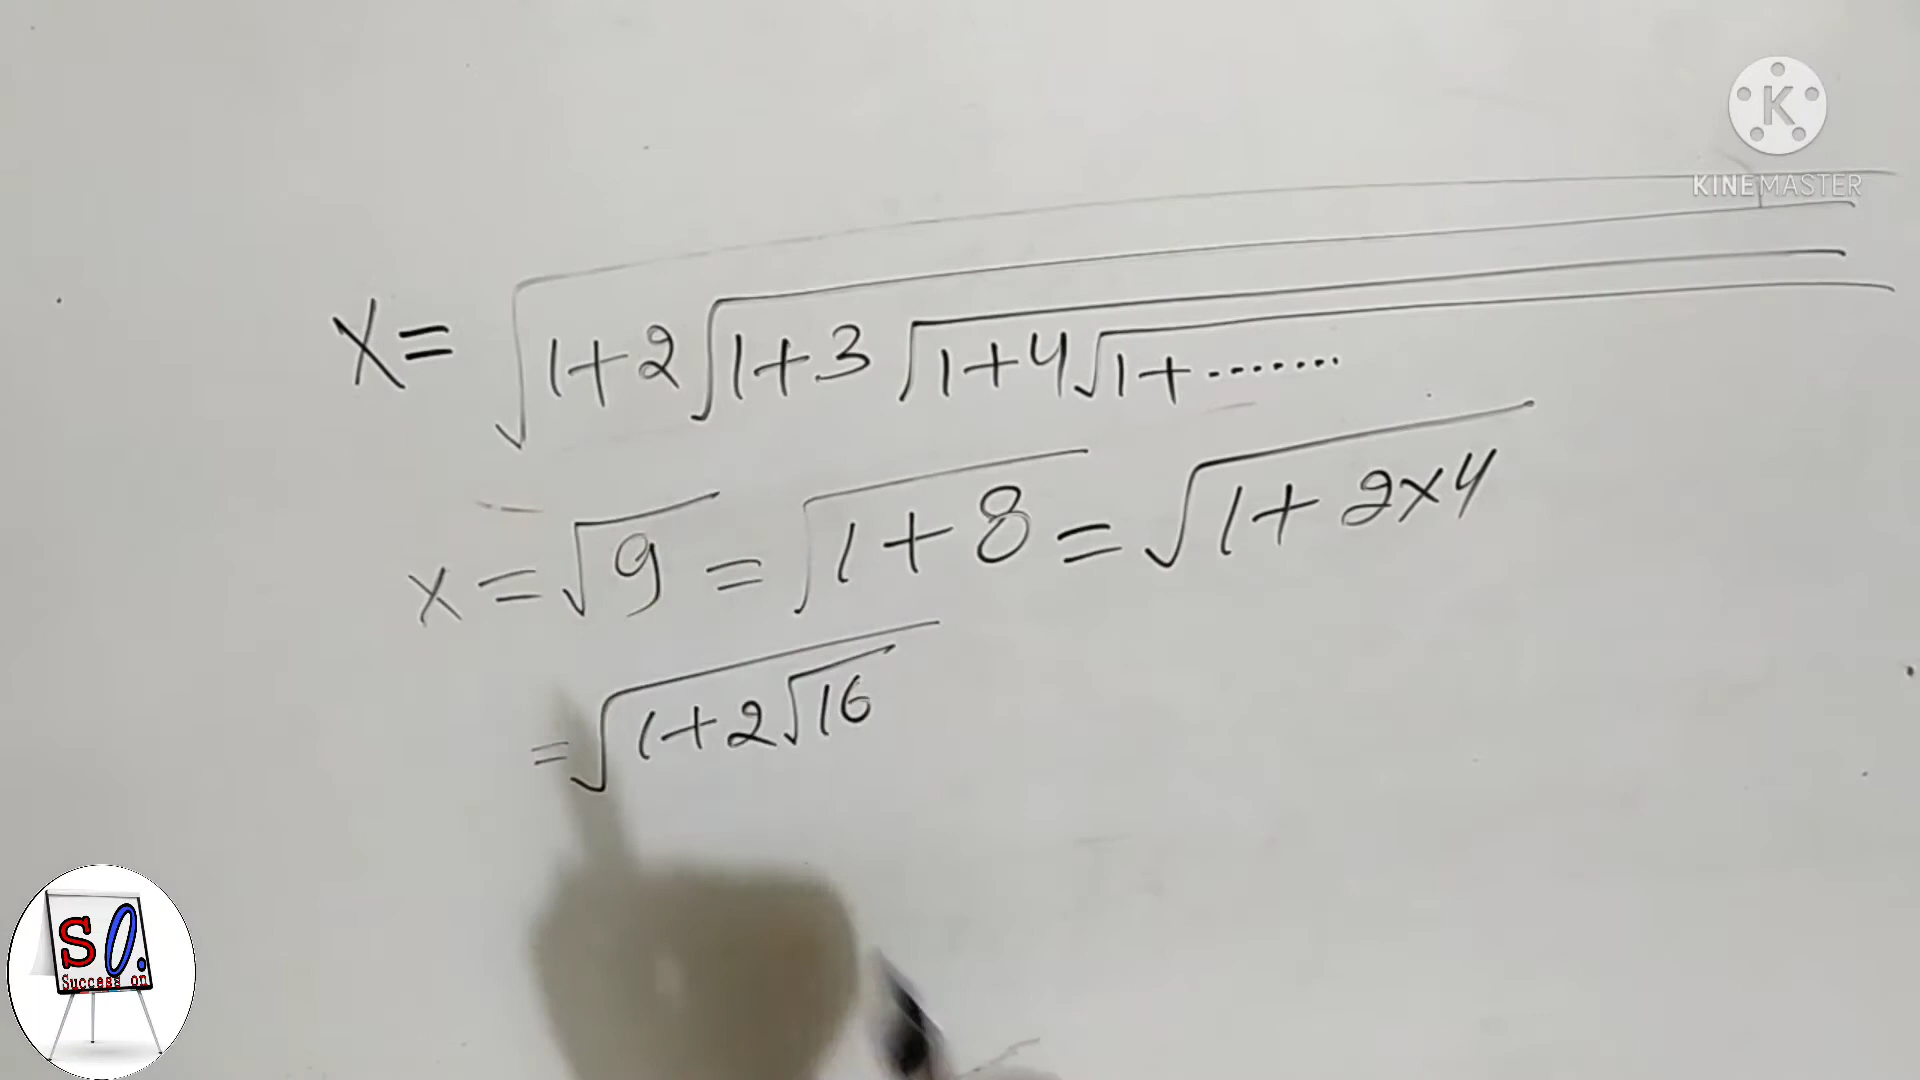 KINEMASTER
x = √1+2√1+3√1+4√1+.......
x = √9 = √1+8 = √1+2×4
= √1+2√16
SO.
Success on